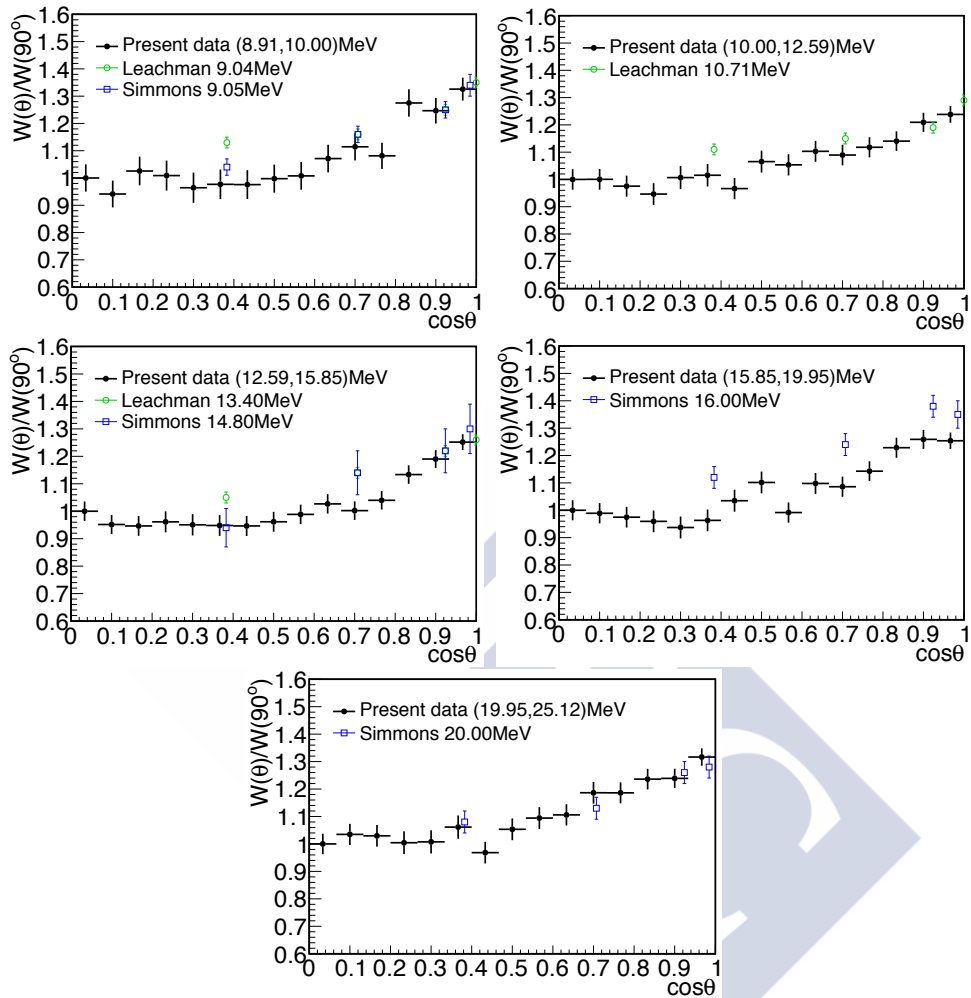 W(θ)/W(90°)
1.6
1.5
1.4
1.3
1.2
1.1
1
0.9
0.8
0.7
0.6
Present data (8.91,10.00)MeV
Leachman 9.04MeV
Simmons 9.05MeV
0 0.1 0.2 0.3 0.4 0.5 0.6 0.7 0.8 0.9 1
cosθ
W(θ)/W(90°)
1.6
1.5
1.4
1.3
1.2
1.1
1
0.9
0.8
0.7
0.6
Present data (10.00,12.59)MeV
Leachman 10.71MeV
0 0.1 0.2 0.3 0.4 0.5 0.6 0.7 0.8 0.9 1
cosθ
W(θ)/W(90°)
1.6
1.5
1.4
1.3
1.2
1.1
1
0.9
0.8
0.7
0.6
Present data (12.59,15.85)MeV
Leachman 13.40MeV
Simmons 14.80MeV
0 0.1 0.2 0.3 0.4 0.5 0.6 0.7 0.8 0.9 1
cosθ
W(θ)/W(90°)
1.6
1.5
1.4
1.3
1.2
1.1
1
0.9
0.8
0.7
0.6
Present data (15.85,19.95)MeV
Simmons 16.00MeV
0 0.1 0.2 0.3 0.4 0.5 0.6 0.7 0.8 0.9 1
cosθ
W(θ)/W(90°)
1.6
1.5
1.4
1.3
1.2
1.1
1
0.9
0.8
0.7
0.6
Present data (19.95,25.12)MeV
Simmons 20.00MeV
0 0.1 0.2 0.3 0.4 0.5 0.6 0.7 0.8 0.9 1
cosθ